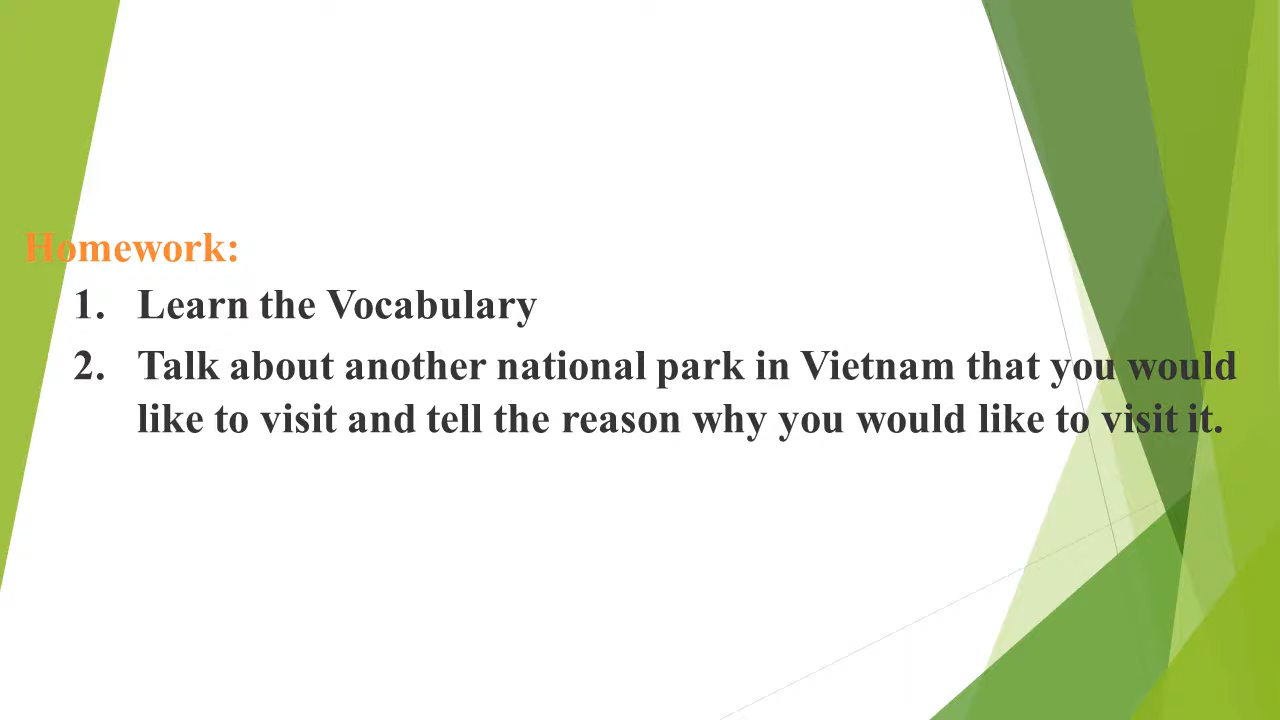 Homework:
1. Learn the Vocabulary
2. Talk about another national park in Vietnam that you would
like to visit and tell the reason why you would like to visit it.